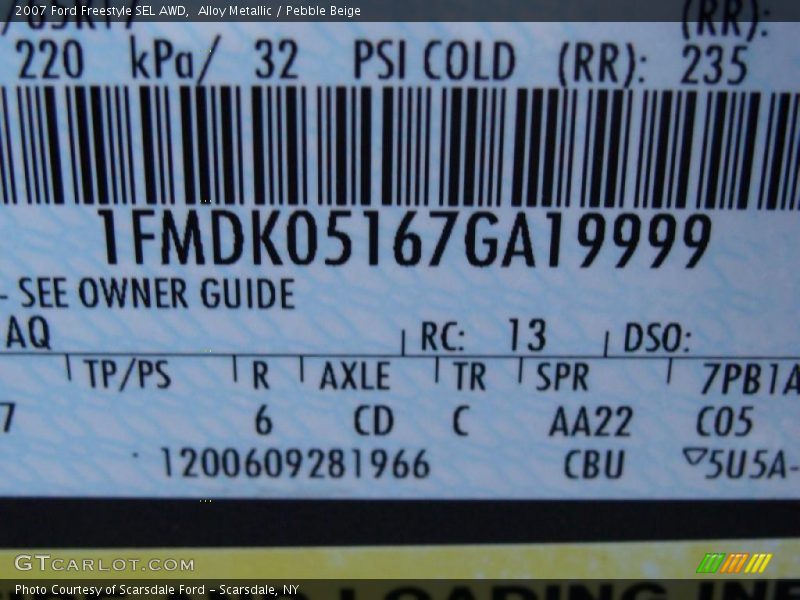 2007 Ford Freestyle SEL AWD, Alloy Metallic / Pebble Beige
(RR):
220 kPa/ 32 PSI COLD (RR): 235
1FMDK05167GA19999
- SEE OWNER GUIDE
AQ RC: 13 DSO:
TP/PS R AXLE TR SPR 7PB1A
7 6 CD C AA22 C05
1200609281966 CBU 5U5A-
GTCARLOT.COM
Photo Courtesy of Scarsdale Ford - Scarsdale, NY